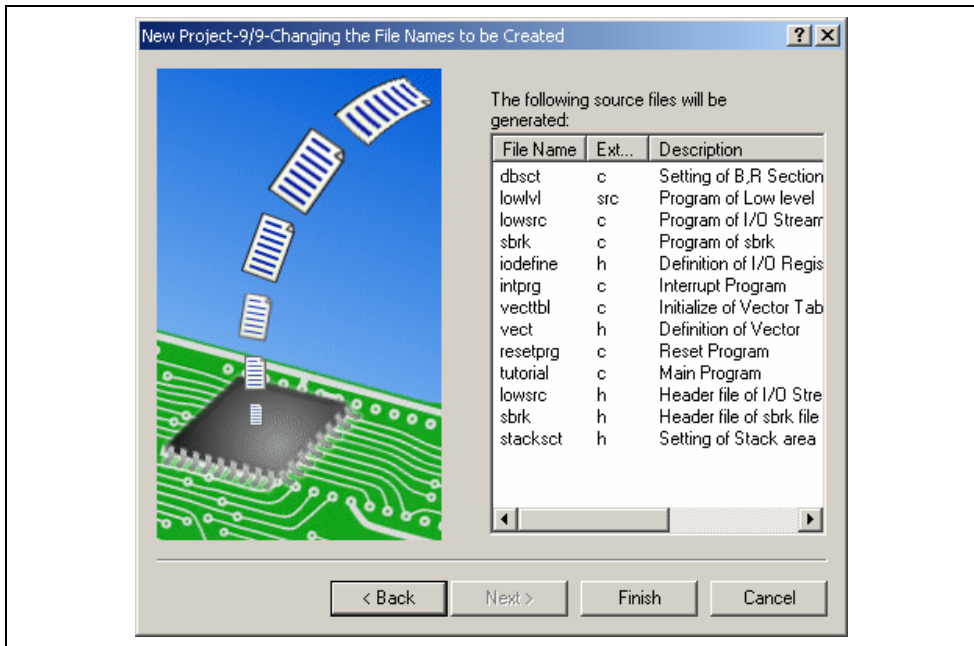 New Project-9/9-Changing the File Names to be Created
The following source files will be
generated:
File Name Ext... Description
dbsct c Setting of B,R Section
lowlvl src Program of Low level
lowsrc c Program of I/O Stream
sbrk c Program of sbrk
iodefine h Definition of I/O Regis
intprg c Interrupt Program
vecttbl c Initialize of Vector Tab
vect h Definition of Vector
resetprg c Reset Program
tutorial c Main Program
lowsrc h Header file of I/O Stre
sbrk h Header file of sbrk file
stacksct h Setting of Stack area
< Back Next > Finish Cancel